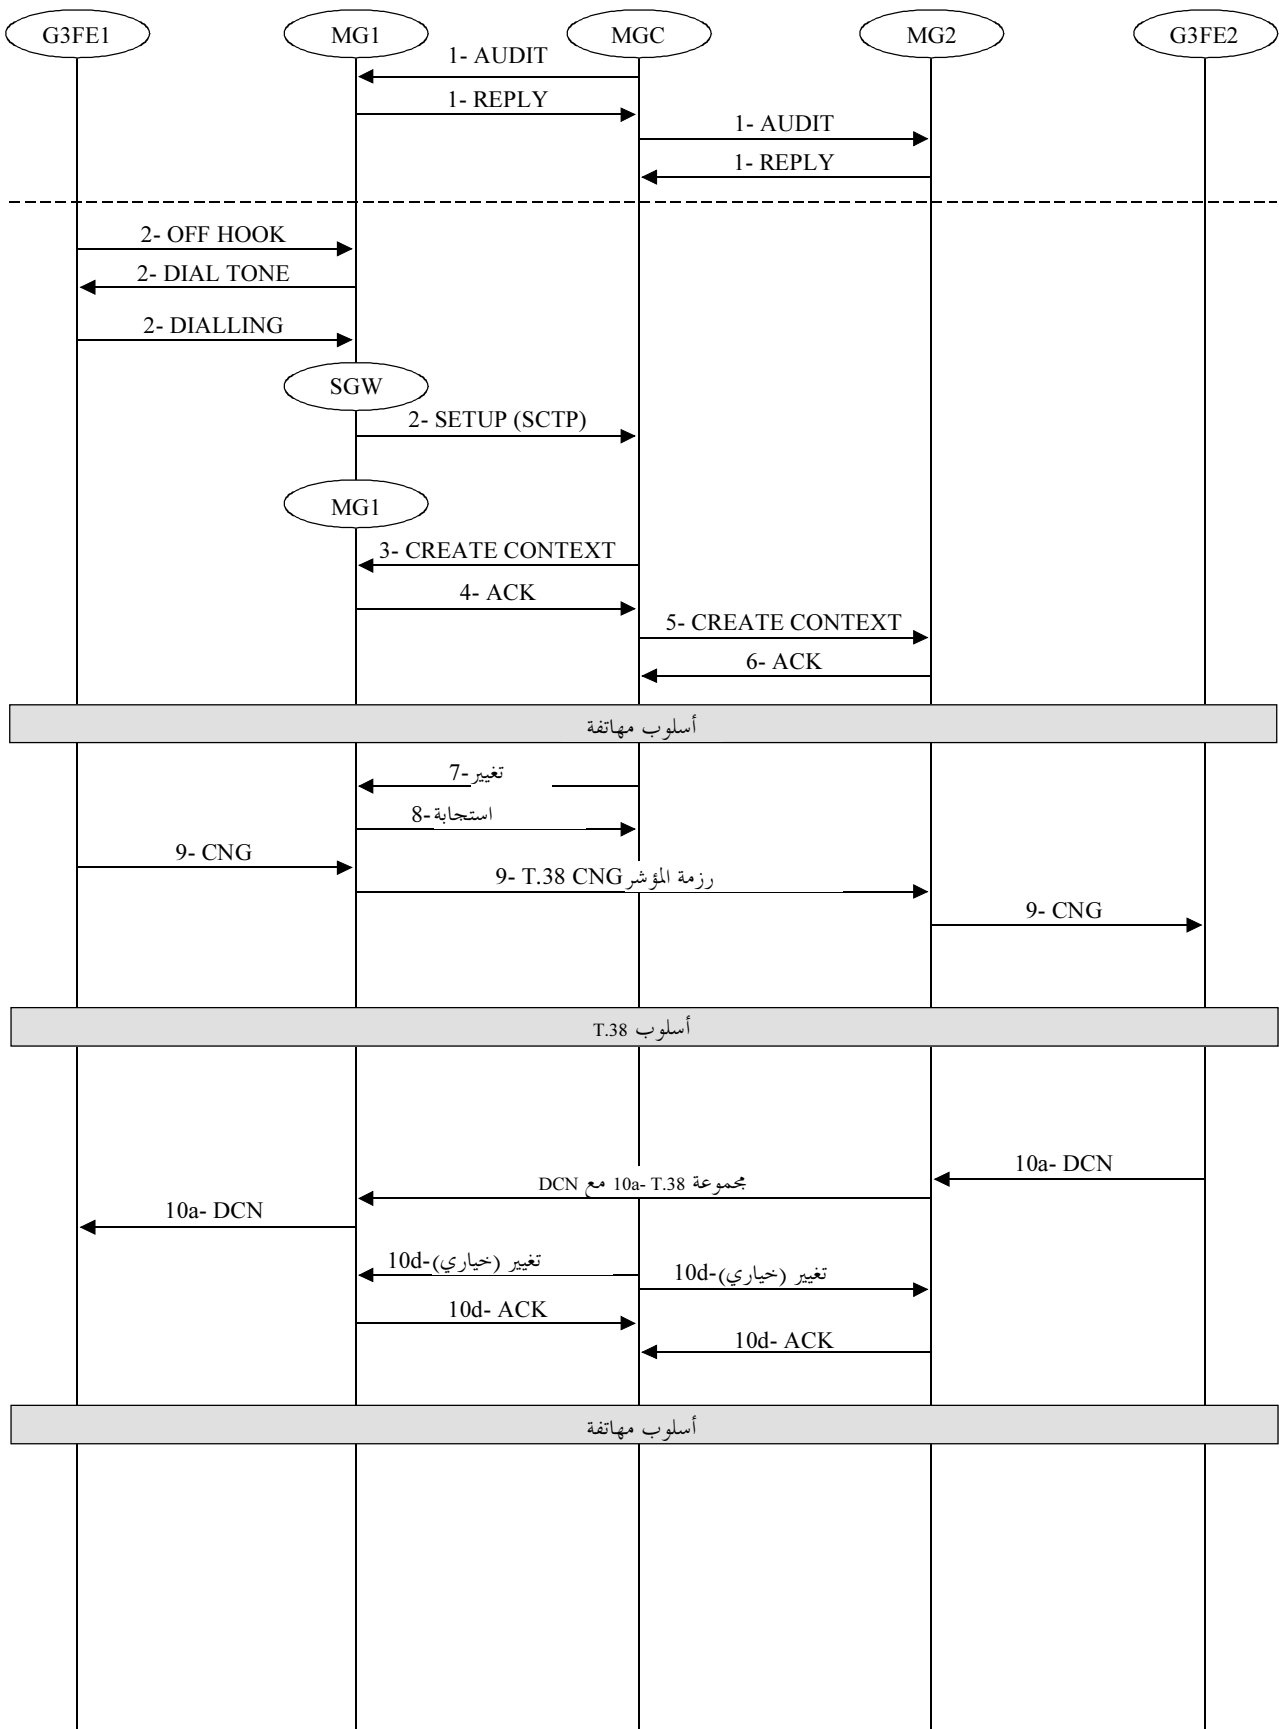 G3FE1 MG1 MGC MG2 G3FE2
1- AUDIT
1- REPLY
1- AUDIT
1- REPLY
2- OFF HOOK
2- DIAL TONE
2- DIALLING
SGW
2- SETUP (SCTP)
MG1
3- CREATE CONTEXT
4- ACK
5- CREATE CONTEXT
6- ACK
أسلوب مهاتفة
7-تغيير
8-استجابة
9- CNG
9- T.38 CNG رزمة المؤشر
9- CNG
أسلوب T.38
10a- DCN
مجموعة 10a- T.38 مع DCN
10a- DCN
10d-تغيير (خياري)
10d-تغيير (خياري)
10d- ACK
10d- ACK
أسلوب مهاتفة